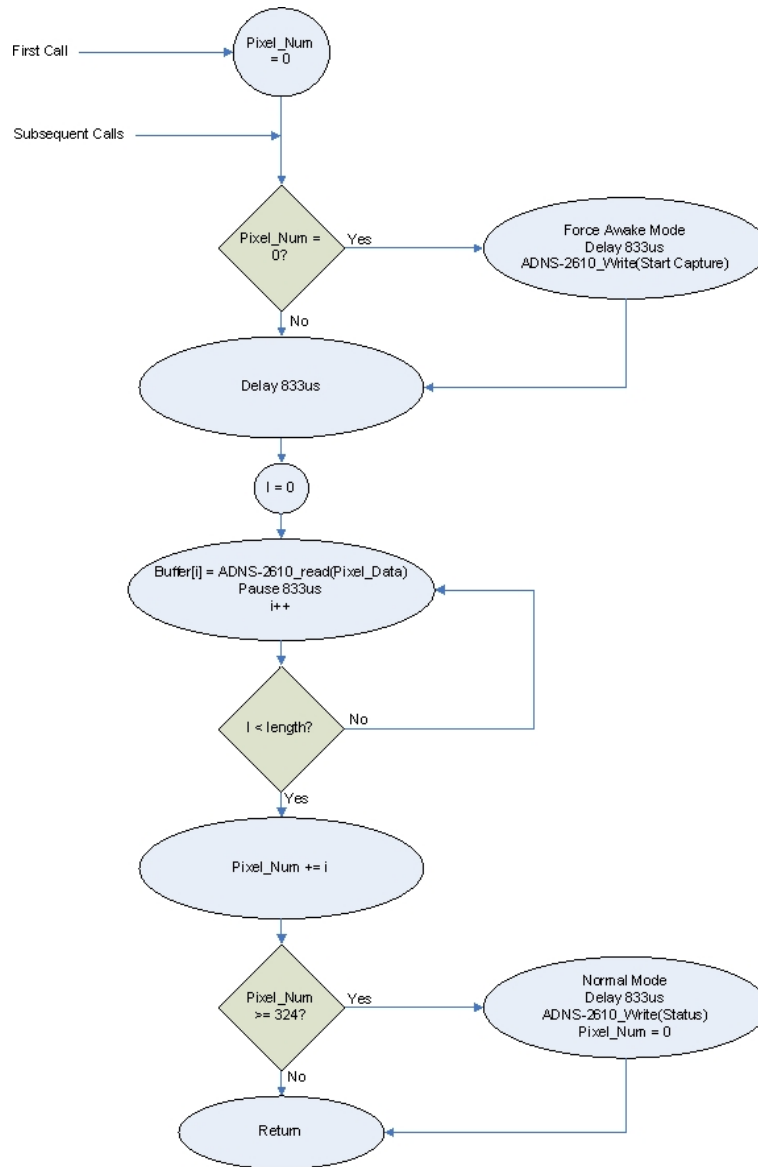 First Call
Pixel_Num
= 0
Subsequent Calls
Pixel_Num =
0?
Yes
Force Awake Mode
Delay 833us
ADNS-2610_Write(Start Capture)
No
Delay 833us
I = 0
Buffer[i] = ADNS-2610_read(Pixel_Data)
Pause 833us
i++
I < length?
No
Yes
Pixel_Num += i
Pixel_Num
>= 324?
Yes
Normal Mode
Delay 833us
ADNS-2610_Write(Status)
Pixel_Num = 0
No
Return